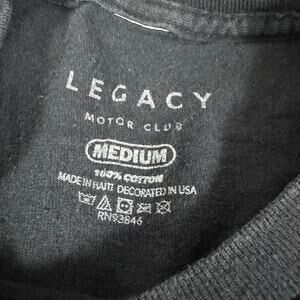 LEGACY
MOTOR CLUB
MEDIUM
100% COTTON
MADE IN HAITI DECORATED IN USA
RN93846